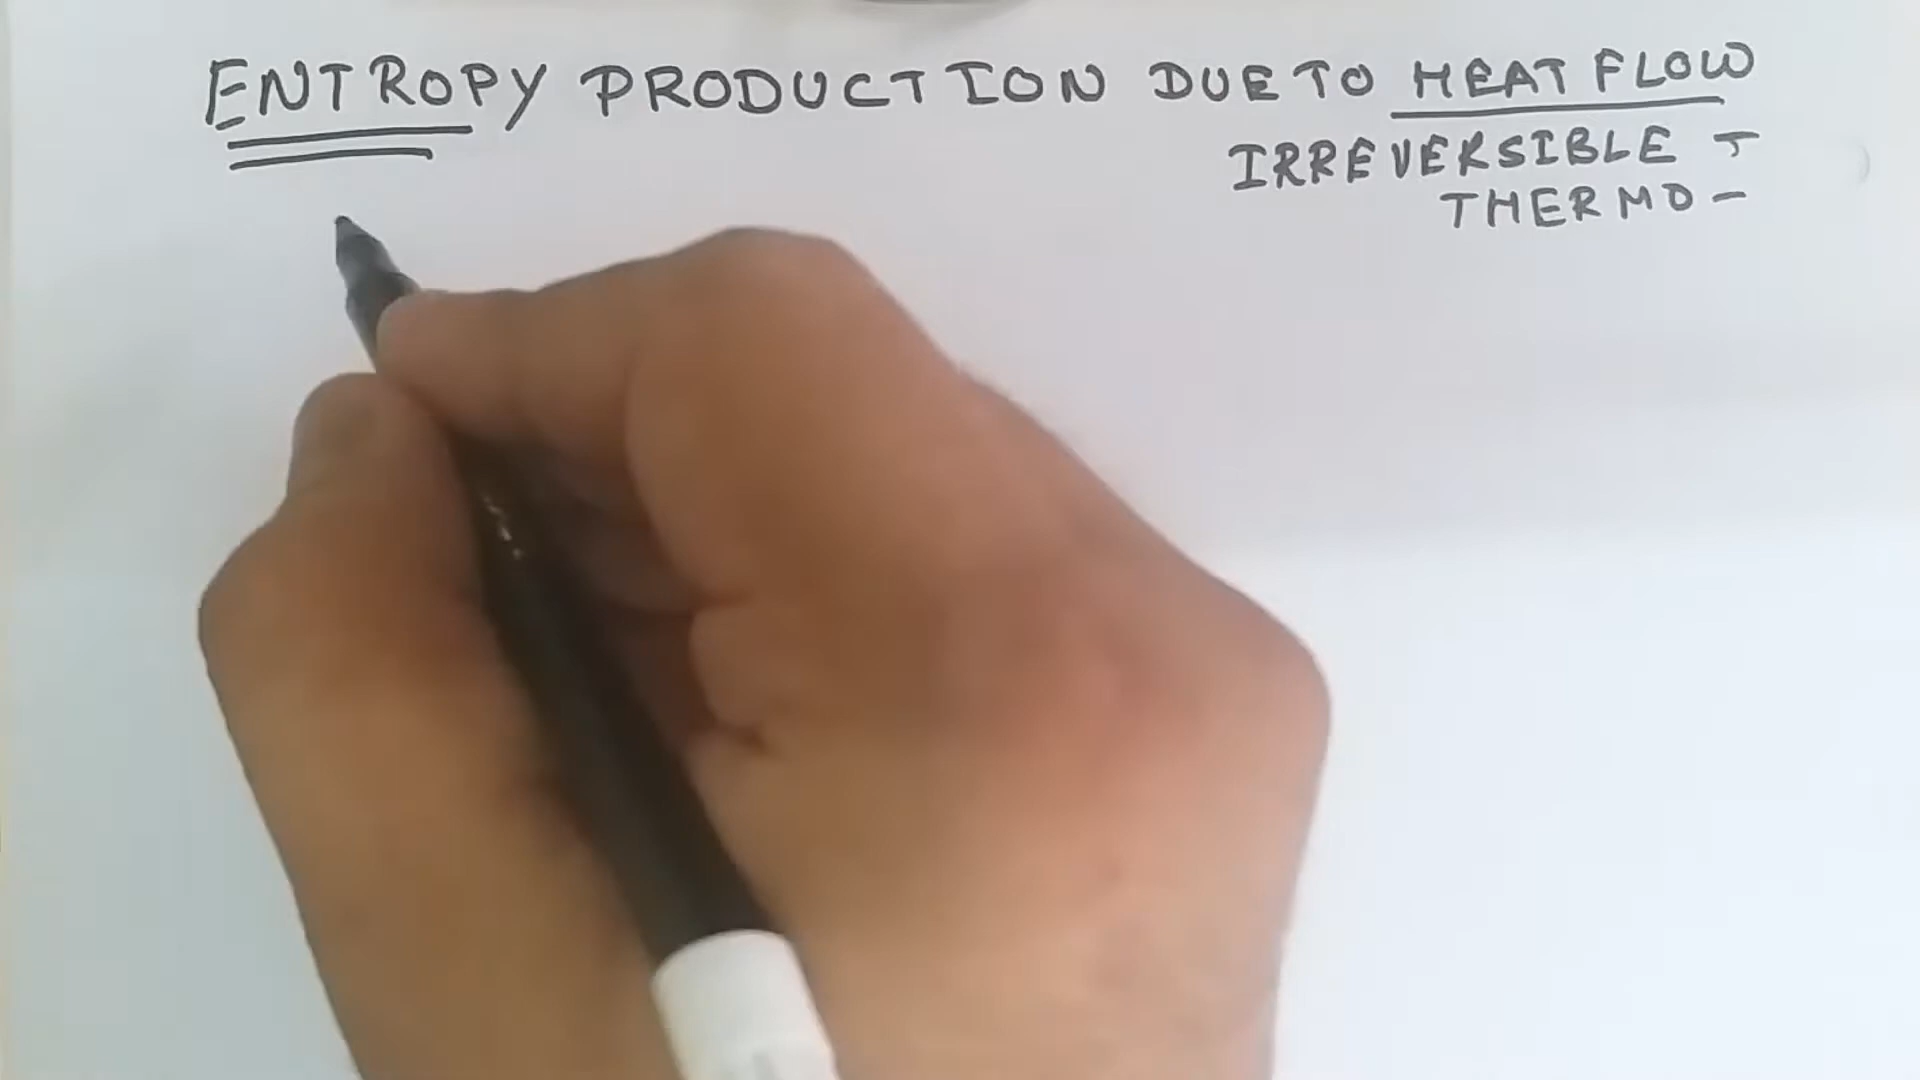 ENTROPY PRODUCTION DUE TO HEAT FLOW
IRREVERSIBLE -
THERMO -